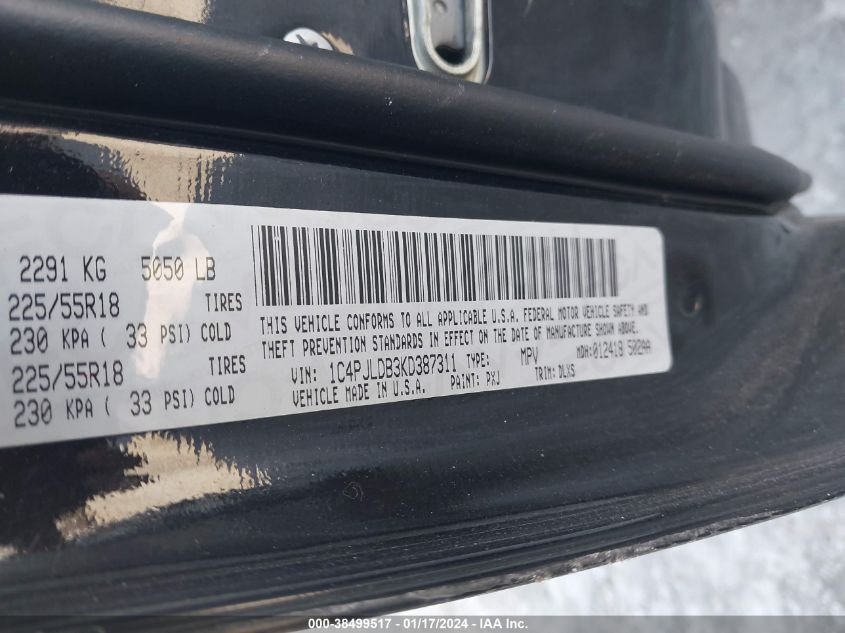 2291 KG 5050 LB
225/55R18 TIRES
230 KPA ( 33 PSI) COLD
225/55R18 TIRES
230 KPA ( 33 PSI) COLD
THIS VEHICLE CONFORMS TO ALL APPLICABLE U.S.A. FEDERAL MOTOR VEHICLE SAFETY AND
THEFT PREVENTION STANDARDS IN EFFECT ON THE DATE OF MANUFACTURE SHOWN ABOVE.
VIN: 1C4PJLDB3KD387311 TYPE: MPV MDH:012418 502AA
VEHICLE MADE IN U.S.A. PAINT: PXJ TRIM: DLXS
000 - 38499517 - 01/17/2024 - IAA Inc.